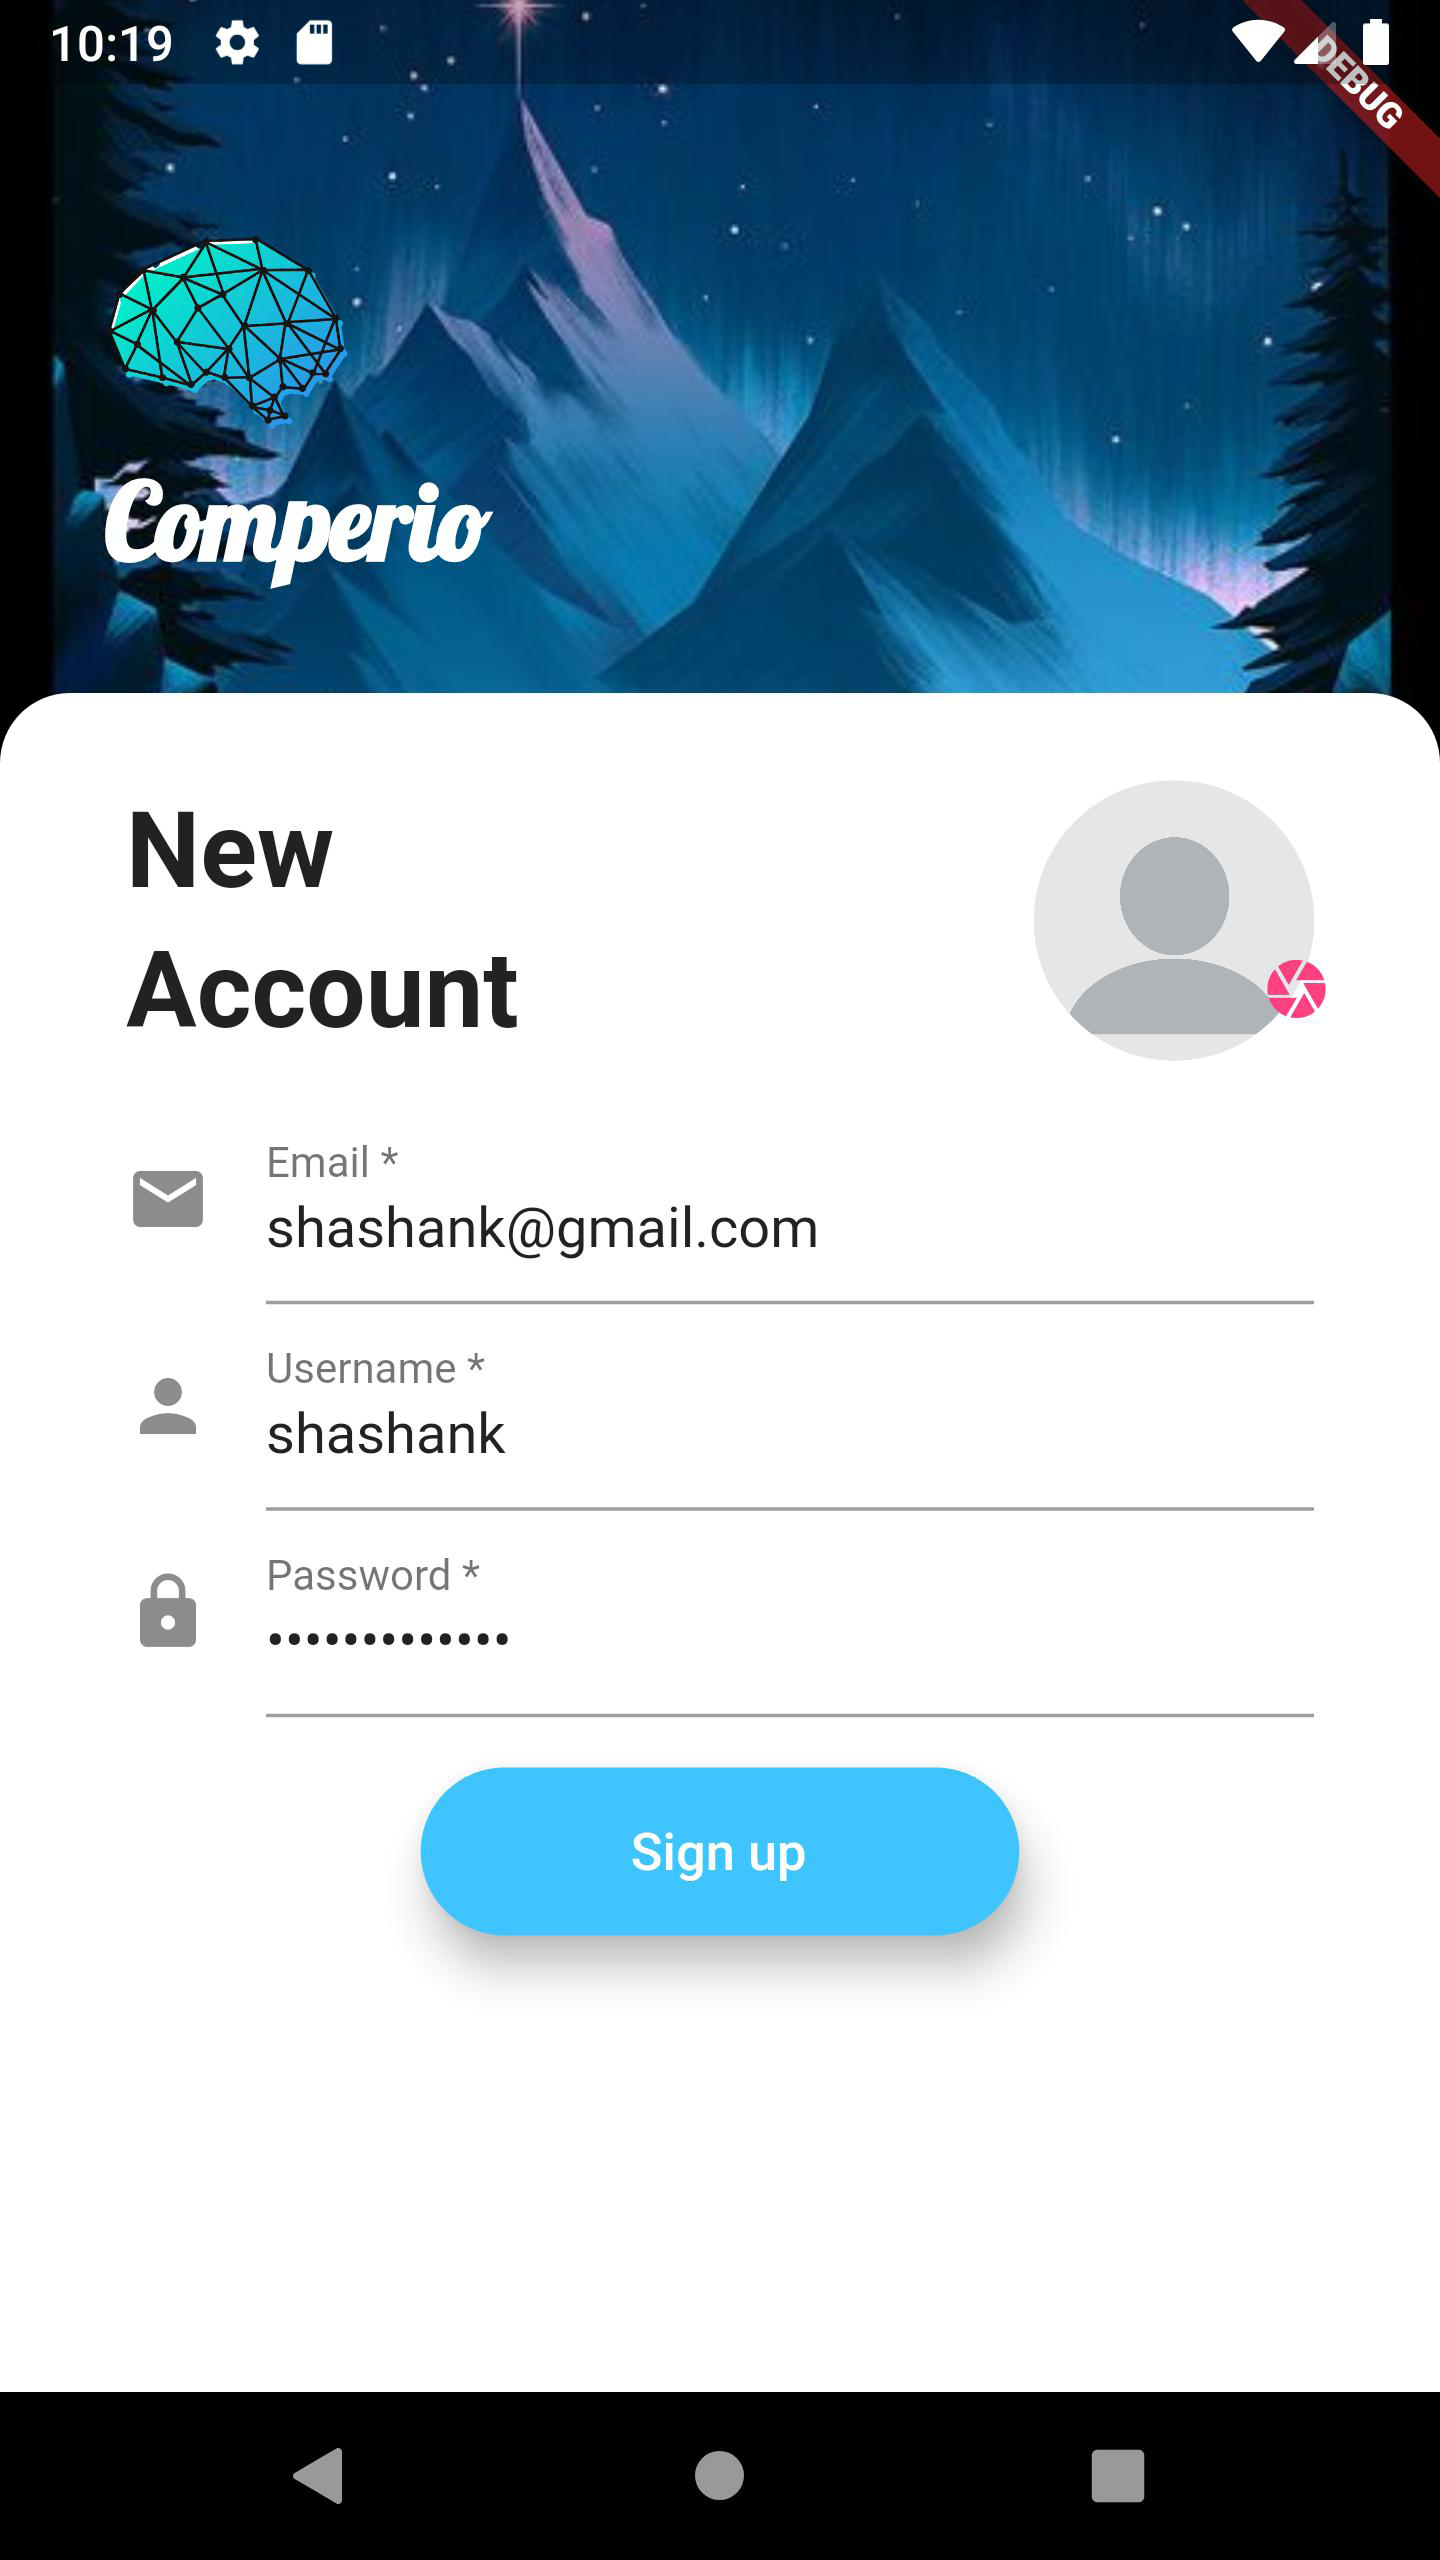 10:19
DEBUG
Comperio
New
Account
Email *
shashank@gmail.com
Username *
shashank
Password *
•••••••••••••
Sign up